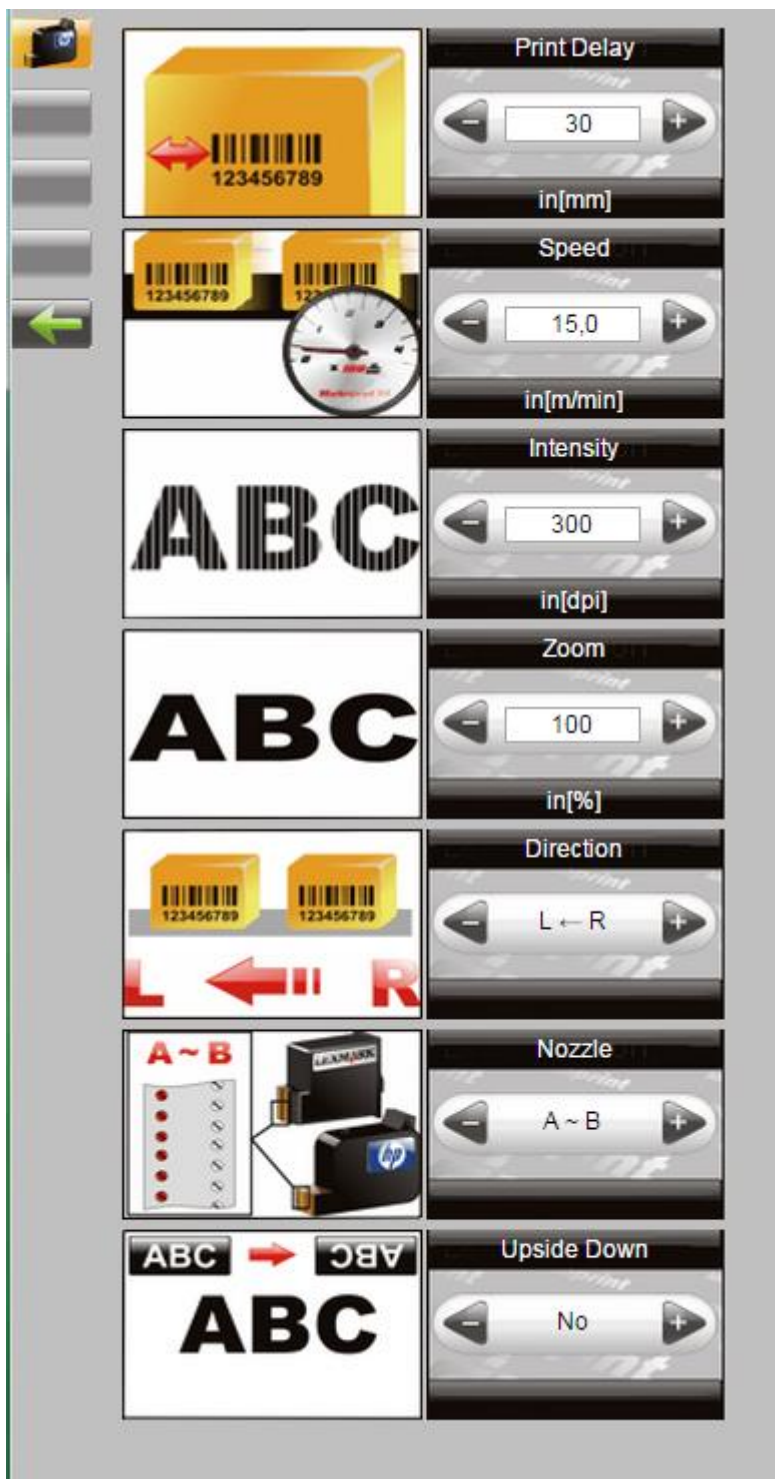 Print Delay
123456789
30
in[mm]
Speed
123456789
15,0
in[m/min]
Intensity
ABC
300
in[dpi]
Zoom
ABC
100
in[%]
Direction
123456789 123456789
L ← R
L R
Nozzle
A ~ B
LEXMARK
A ~ B
hp
Upside Down
ABC ABC
ABC
No